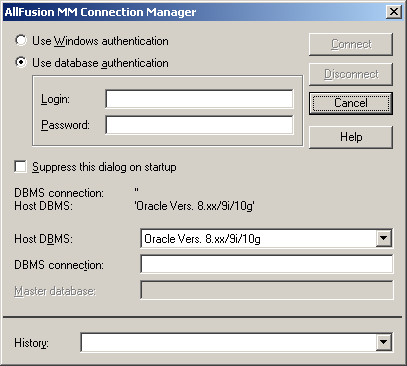 AllFusion MM Connection Manager
Use Windows authentication
Connect
Use database authentication
Disconnect
Login:
Cancel
Password:
Help
Suppress this dialog on startup
DBMS connection: ''
Host DBMS: 'Oracle Vers. 8.xx/9i/10g'
Host DBMS: Oracle Vers. 8.xx/9i/10g
DBMS connection:
Master database:
History: